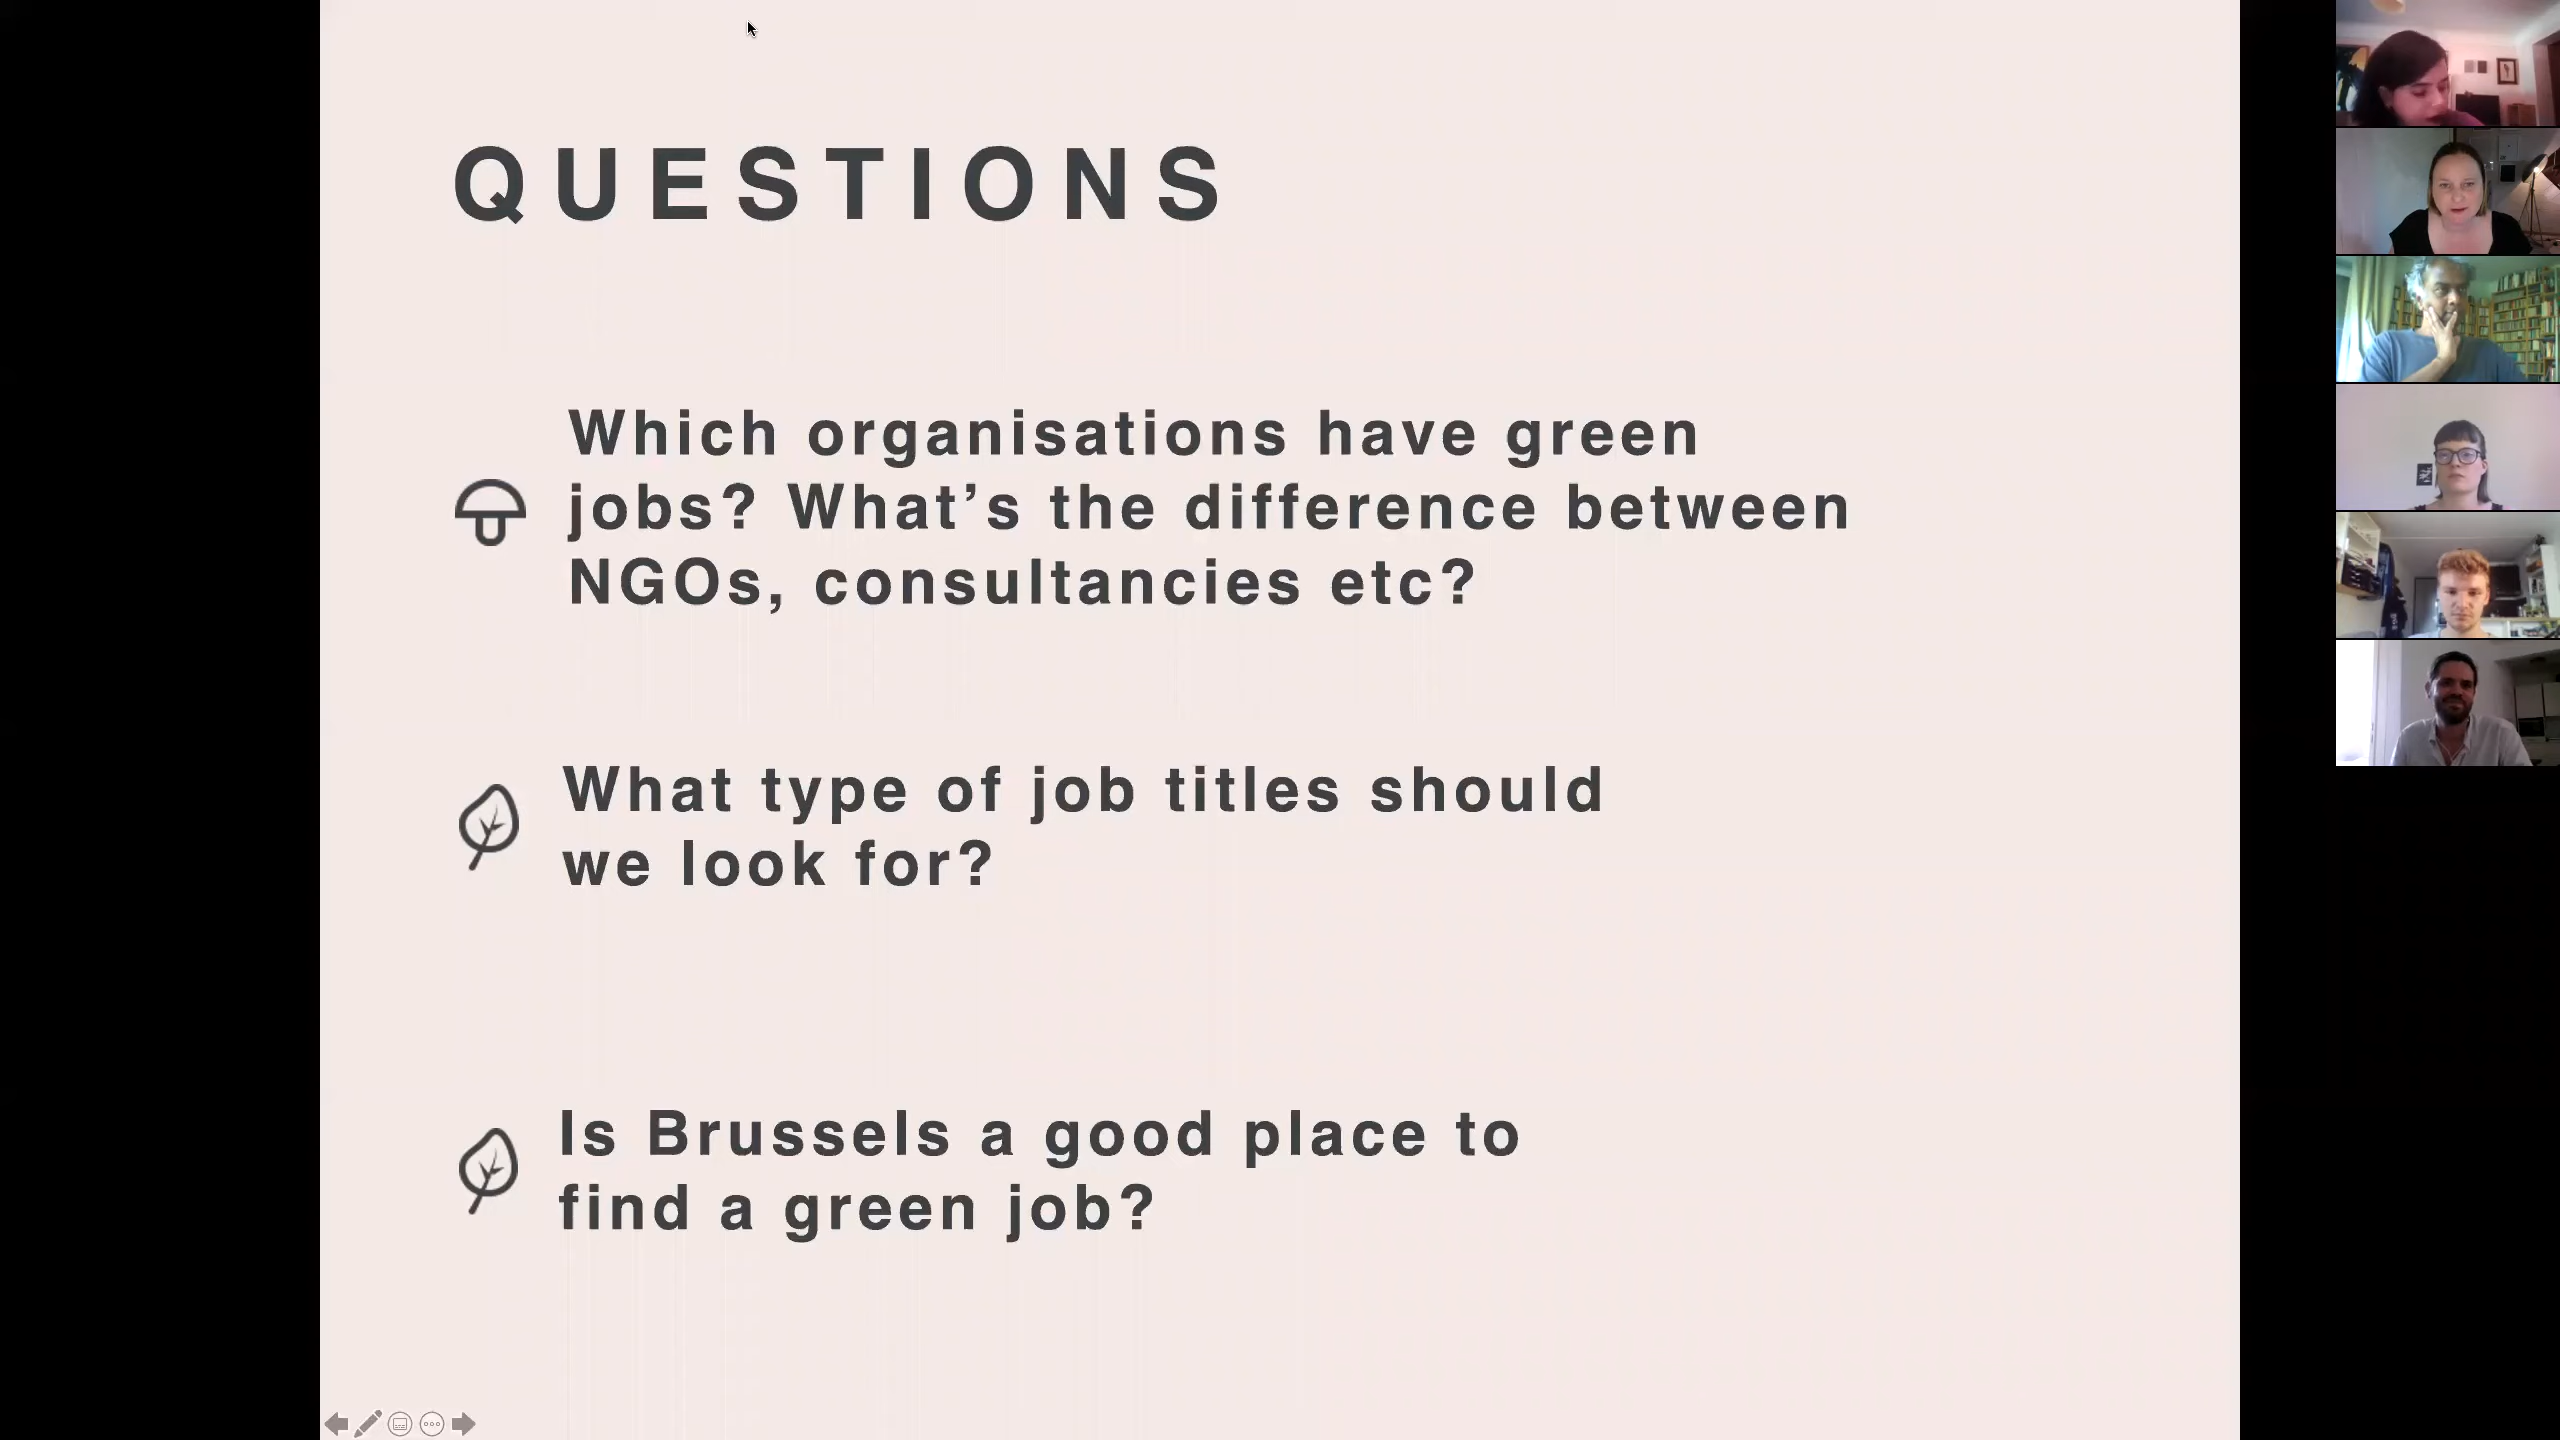 QUESTIONS
Which organisations have green
jobs? What’s the difference between
NGOs, consultancies etc?
What type of job titles should
we look for?
Is Brussels a good place to
find a green job?